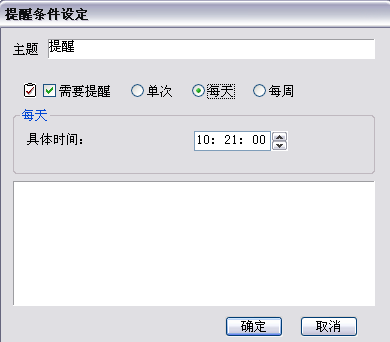 提醒条件设定
主题 提醒
需要提醒 单次 每天 每周
每天
具体时间: 10: 21: 00
确定 取消